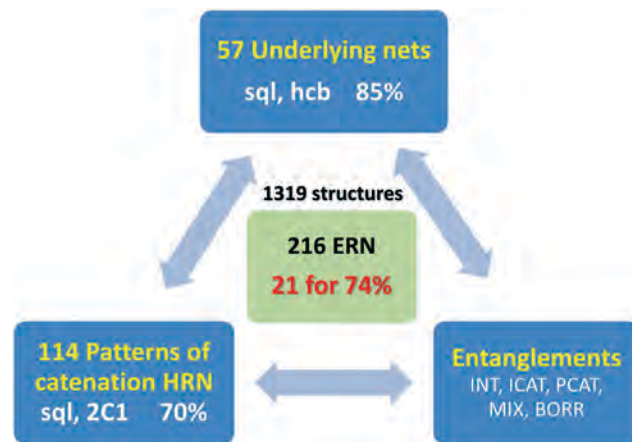 57 Underlying nets
sql, hcb 85%
1319 structures
216 ERN
21 for 74%
114 Patterns of
catenation HRN
sql, 2C1 70%
Entanglements
INT, ICAT, PCAT,
MIX, BORR